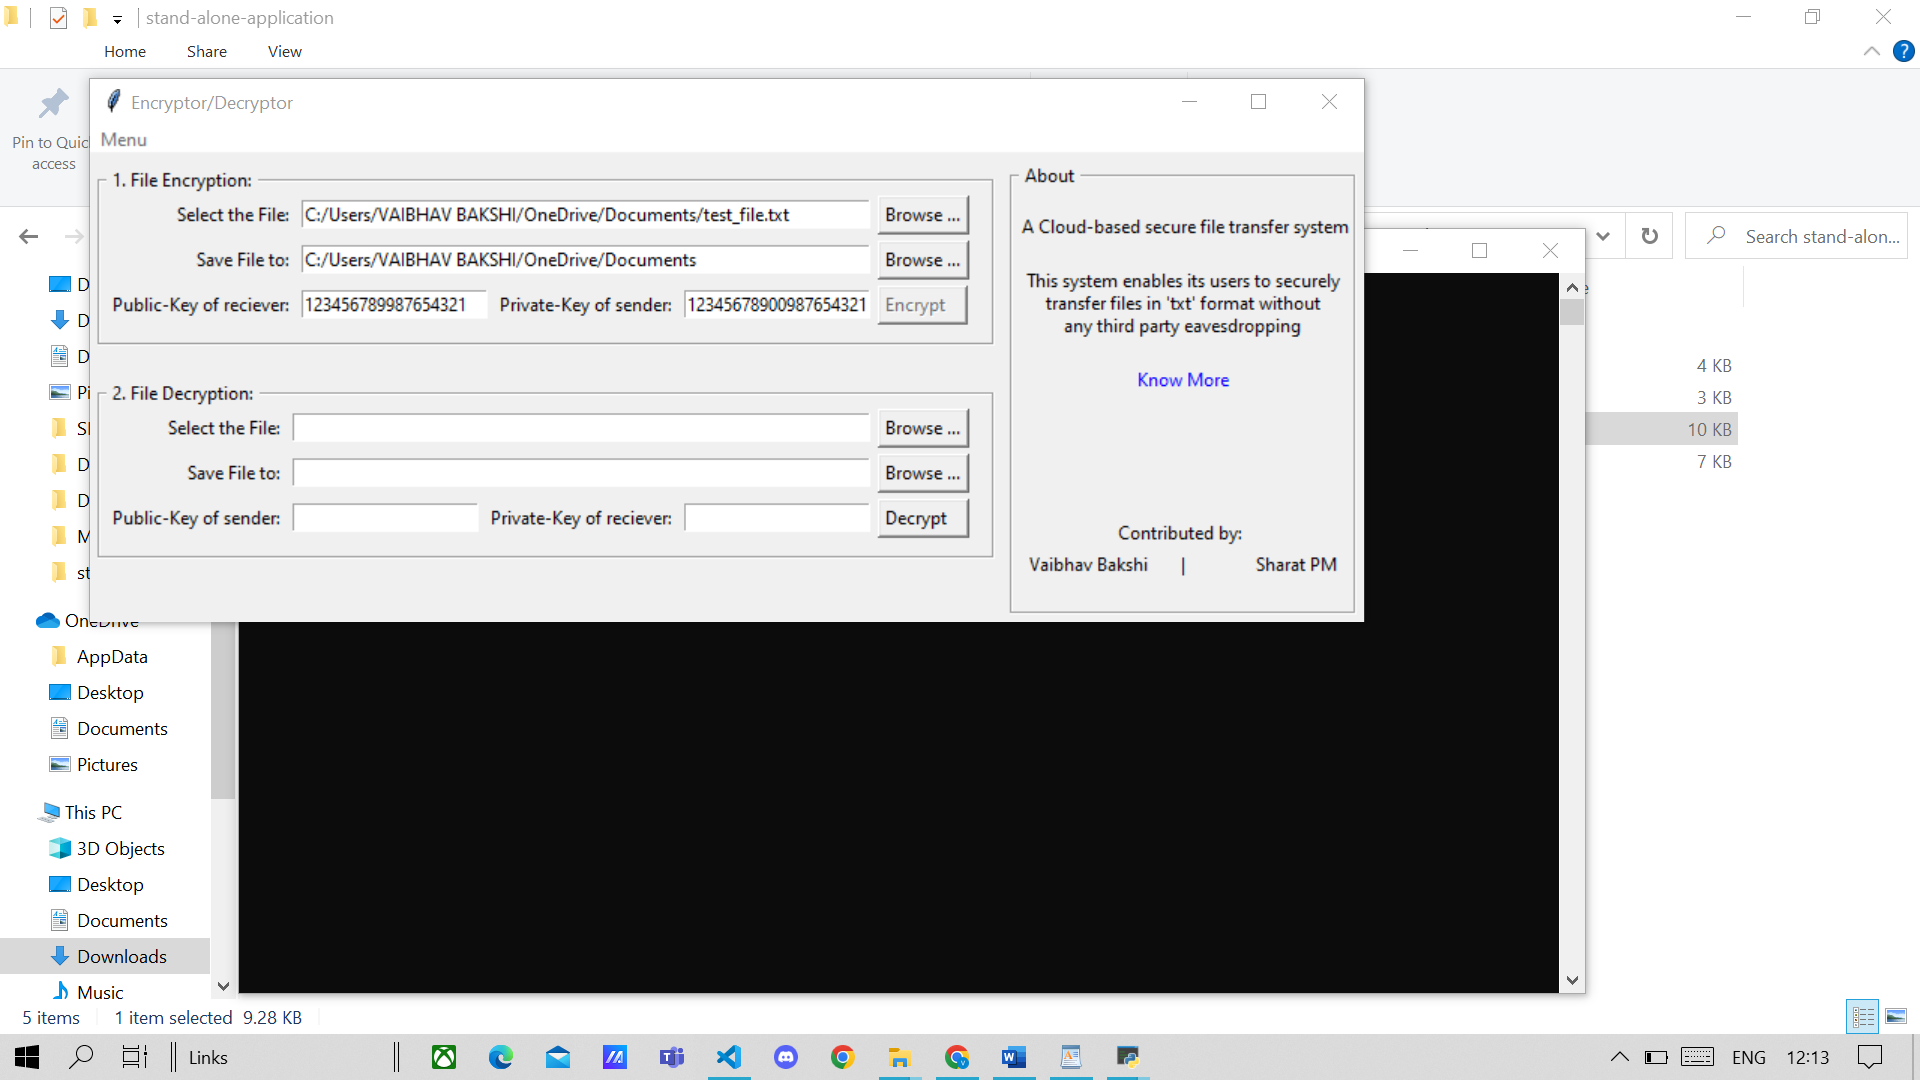 stand-alone-application
Home Share View
Pin to Quic
access
Encryptor/Decryptor
Menu
1. File Encryption:
Select the File: C:/Users/VAIBHAV BAKSHI/OneDrive/Documents/test_file.txt Browse ...
Save File to: C:/Users/VAIBHAV BAKSHI/OneDrive/Documents Browse ...
Public-Key of reciever: 123456789987654321 Private-Key of sender: 12345678900987654321 Encrypt
2. File Decryption:
Select the File: Browse ...
Save File to: Browse ...
Public-Key of sender: Private-Key of reciever: Decrypt
About
A Cloud-based secure file transfer system
This system enables its users to securely
transfer files in 'txt' format without
any third party eavesdropping
Know More
Contributed by:
Vaibhav Bakshi | Sharat PM
Search stand-alon...
4 KB
3 KB
10 KB
7 KB
D
D
D
Pi
Sl
D
D
M
st
OneDrive
AppData
Desktop
Documents
Pictures
This PC
3D Objects
Desktop
Documents
Downloads
Music
5 items 1 item selected 9.28 KB
Links
ENG 12:13